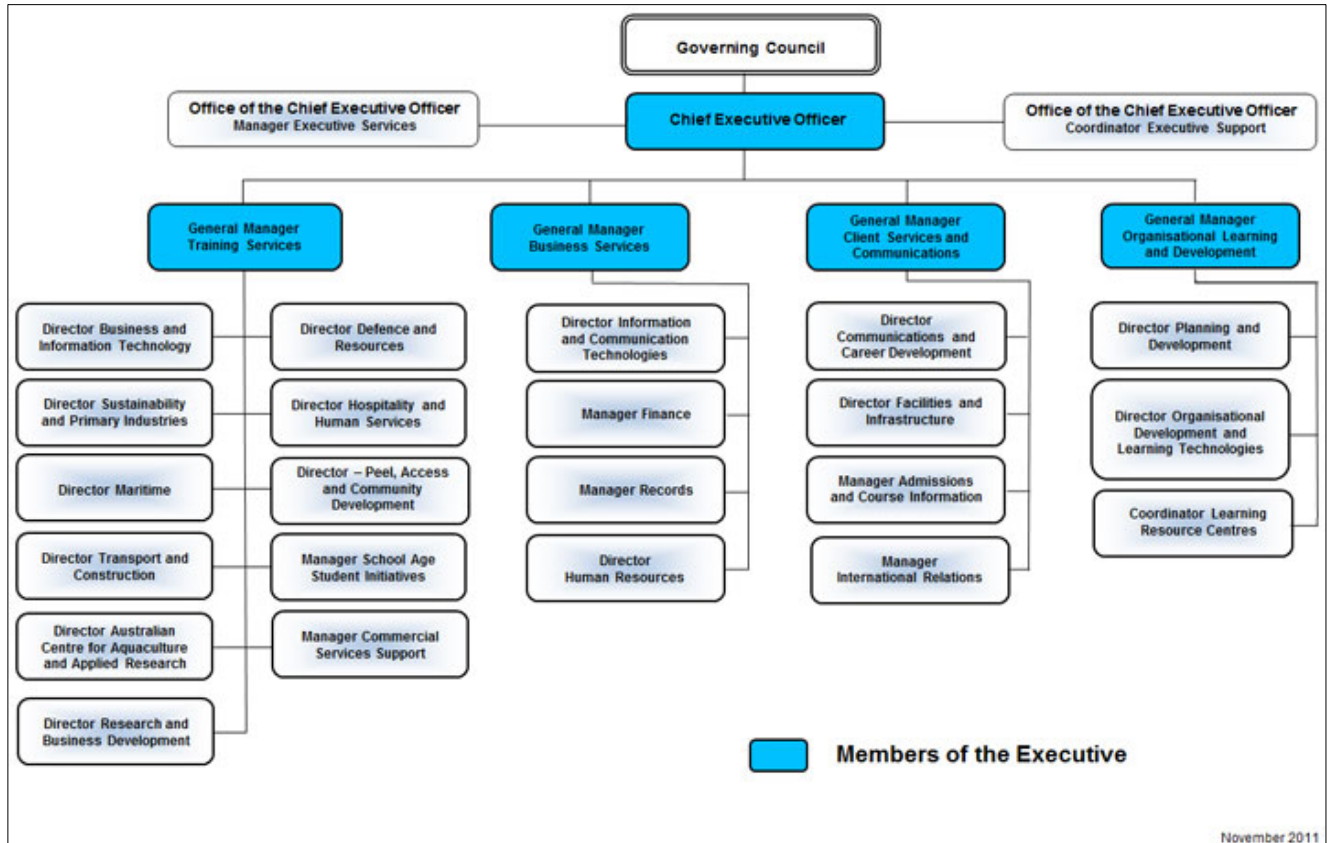 Governing Council
Office of the Chief Executive Officer
Manager Executive Services
Chief Executive Officer
Office of the Chief Executive Officer
Coordinator Executive Support
General Manager
Training Services
General Manager
Business Services
General Manager
Client Services and
Communications
General Manager
Organisational Learning
and Development
Director Business and
Information Technology
Director Defence and
Resources
Director Sustainability
and Primary Industries
Director Hospitality and
Human Services
Director Maritime
Director – Peel, Access
and Community
Development
Director Transport and
Construction
Manager School Age
Student Initiatives
Director Australian
Centre for Aquaculture
and Applied Research
Manager Commercial
Services Support
Director Research and
Business Development
Director Information
and Communication
Technologies
Manager Finance
Manager Records
Director
Human Resources
Director
Communications and
Career Development
Director Facilities and
Infrastructure
Manager Admissions
and Course Information
Manager
International Relations
Director Planning and
Development
Director Organisational
Development and
Learning Technologies
Coordinator Learning
Resource Centres
Members of the Executive
November 2011